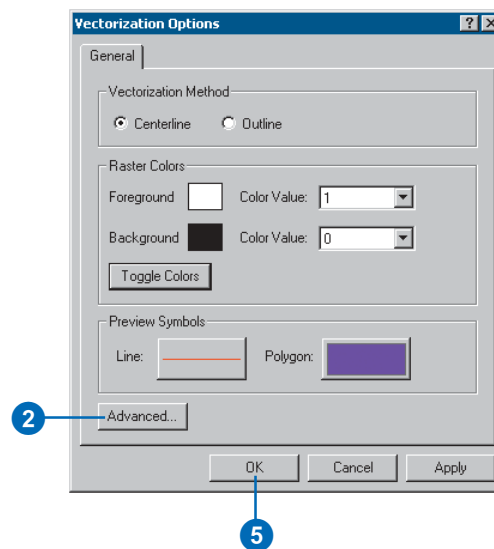 Vectorization Options
General
Vectorization Method
Centerline Outline
Raster Colors
Foreground Color Value: 1
Background Color Value: 0
Toggle Colors
Preview Symbols
Line: Polygon:
2 Advanced...
OK Cancel Apply
5